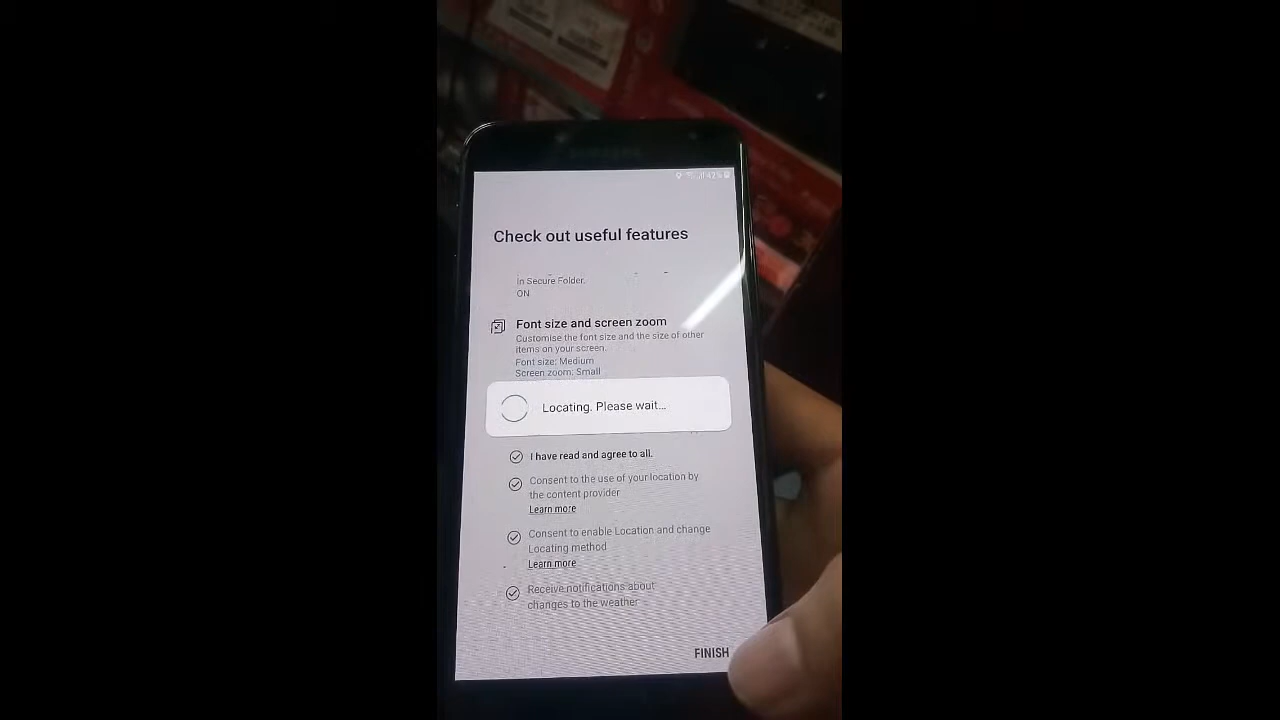 42%
Check out useful features
In Secure Folder.
ON
Font size and screen zoom
Customise the font size and the size of other
items on your screen.
Font size: Medium
Screen zoom: Small
Locating. Please wait...
I have read and agree to all.
Consent to the use of your location by
the content provider
Learn more
Consent to enable Location and change
Locating method
Learn more
Receive notifications about
changes to the weather
FINISH